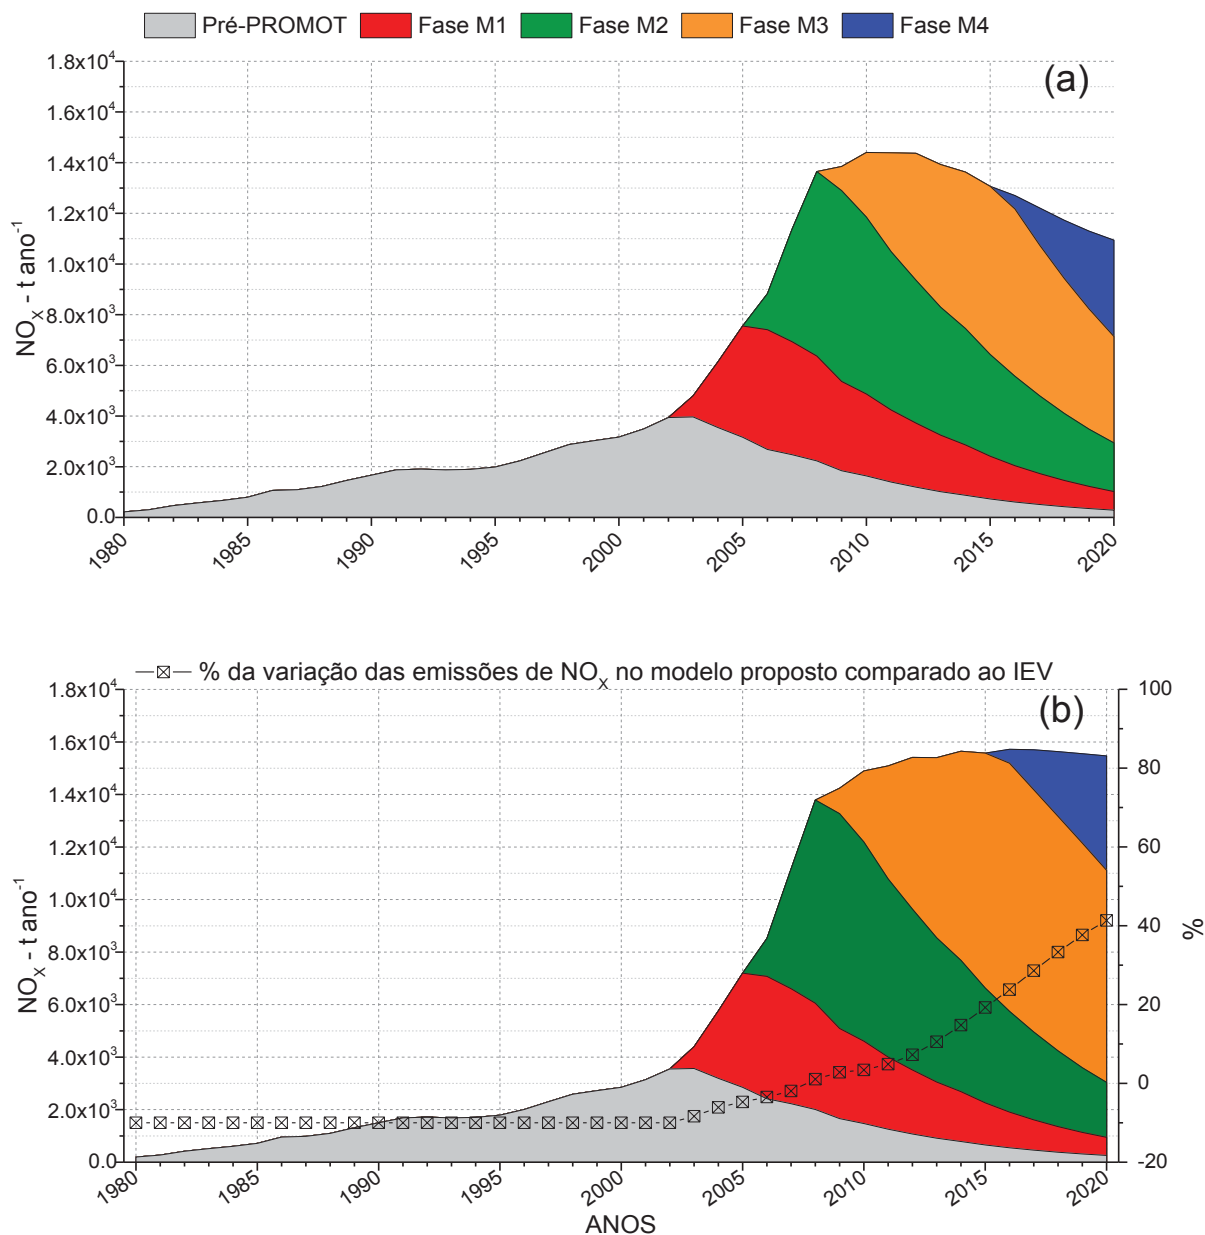 Pré-PROMOT Fase M1 Fase M2 Fase M3 Fase M4
(a)
1.8x10⁴
1.6x10⁴
1.4x10⁴
1.2x10⁴
1.0x10⁴
8.0x10³
6.0x10³
4.0x10³
2.0x10³
0.0
NOₓ - t ano⁻¹
1980 1985 1990 1995 2000 2005 2010 2015 2020
% da variação das emissões de NOₓ no modelo proposto comparado ao IEV
(b)
1.8x10⁴
1.6x10⁴
1.4x10⁴
1.2x10⁴
1.0x10⁴
8.0x10³
6.0x10³
4.0x10³
2.0x10³
0.0
NOₓ - t ano⁻¹
100
80
60
40
20
0
-20
%
1980 1985 1990 1995 2000 2005 2010 2015 2020
ANOS